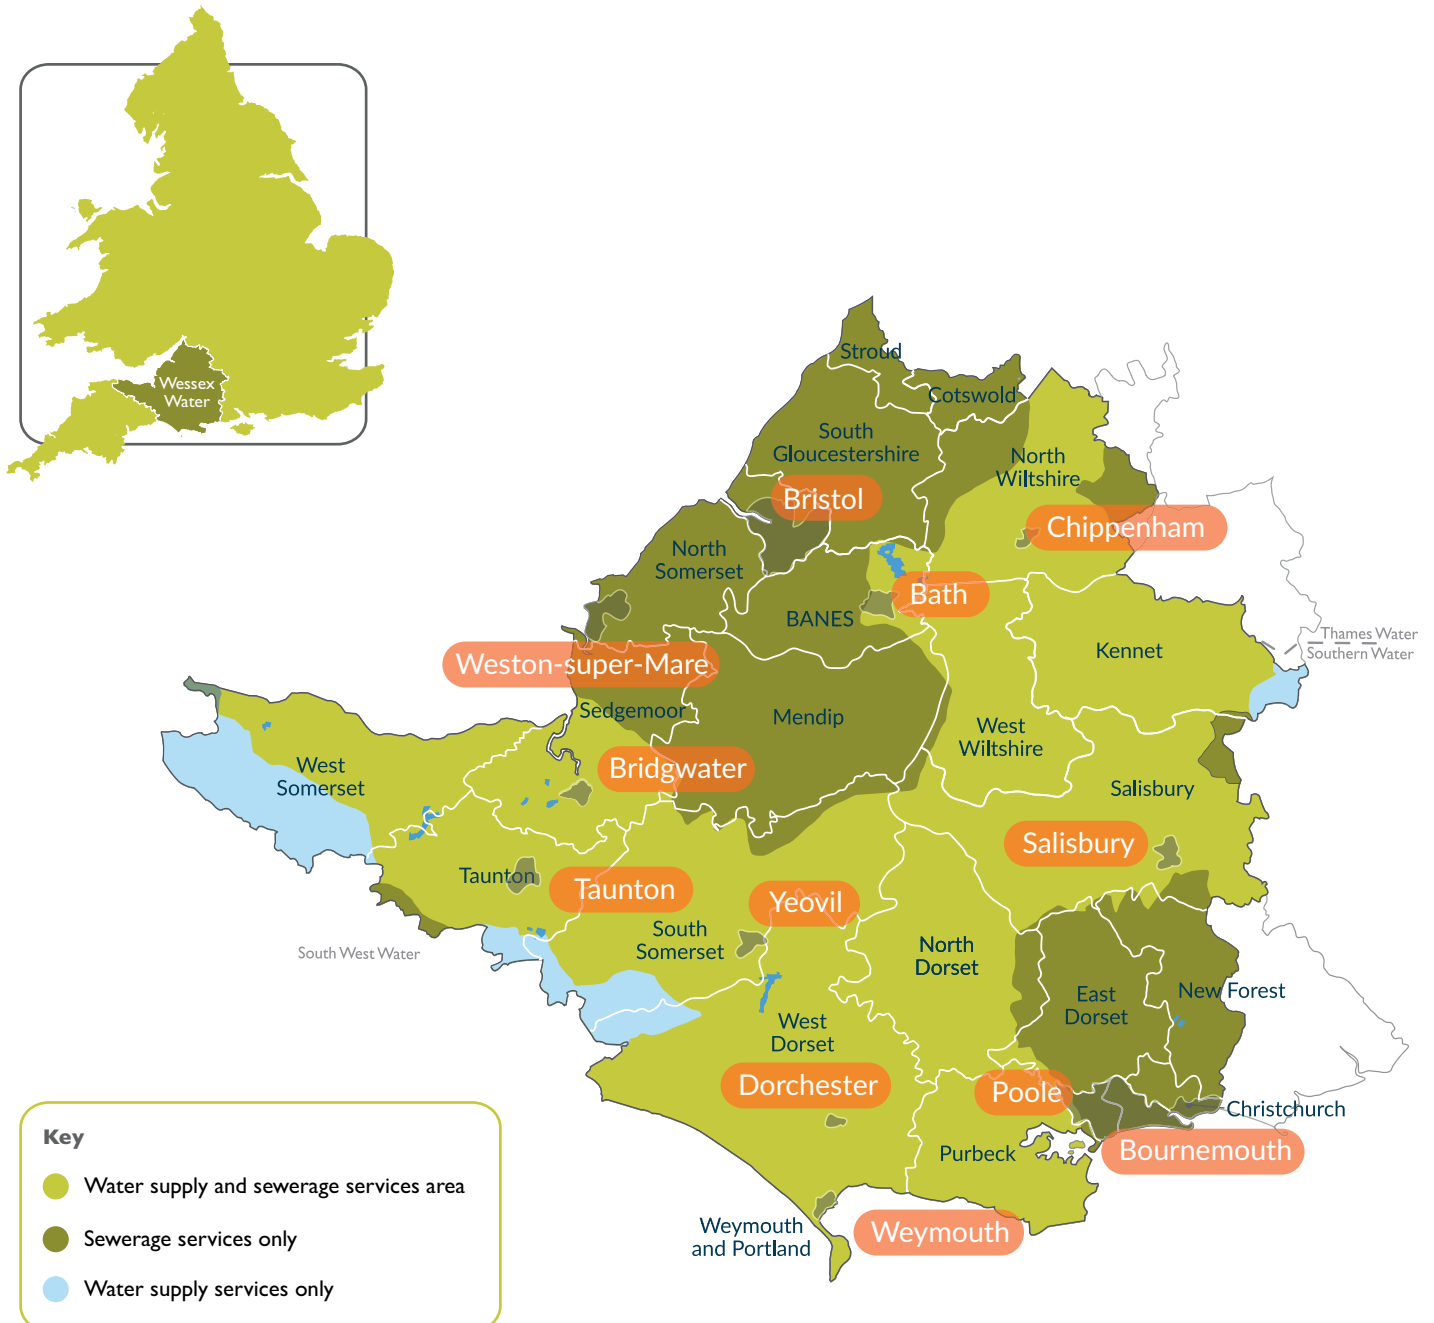 Wessex
Water
Stroud
Cotswold
South
Gloucestershire
North
Wiltshire
Bristol
Chippenham
North
Somerset
Bath
BANES
Thames Water
Southern Water
Kennet
Weston-super-Mare
Sedgemoor
Mendip
West
Wiltshire
Bridgwater
West
Somerset
Salisbury
Salisbury
Taunton
Taunton
Yeovil
South
Somerset
South West Water
North
Dorset
East
Dorset
New Forest
West
Dorset
Dorchester
Poole
Christchurch
Purbeck
Bournemouth
Weymouth
and Portland
Weymouth
Key
Water supply and sewerage services area
Sewerage services only
Water supply services only